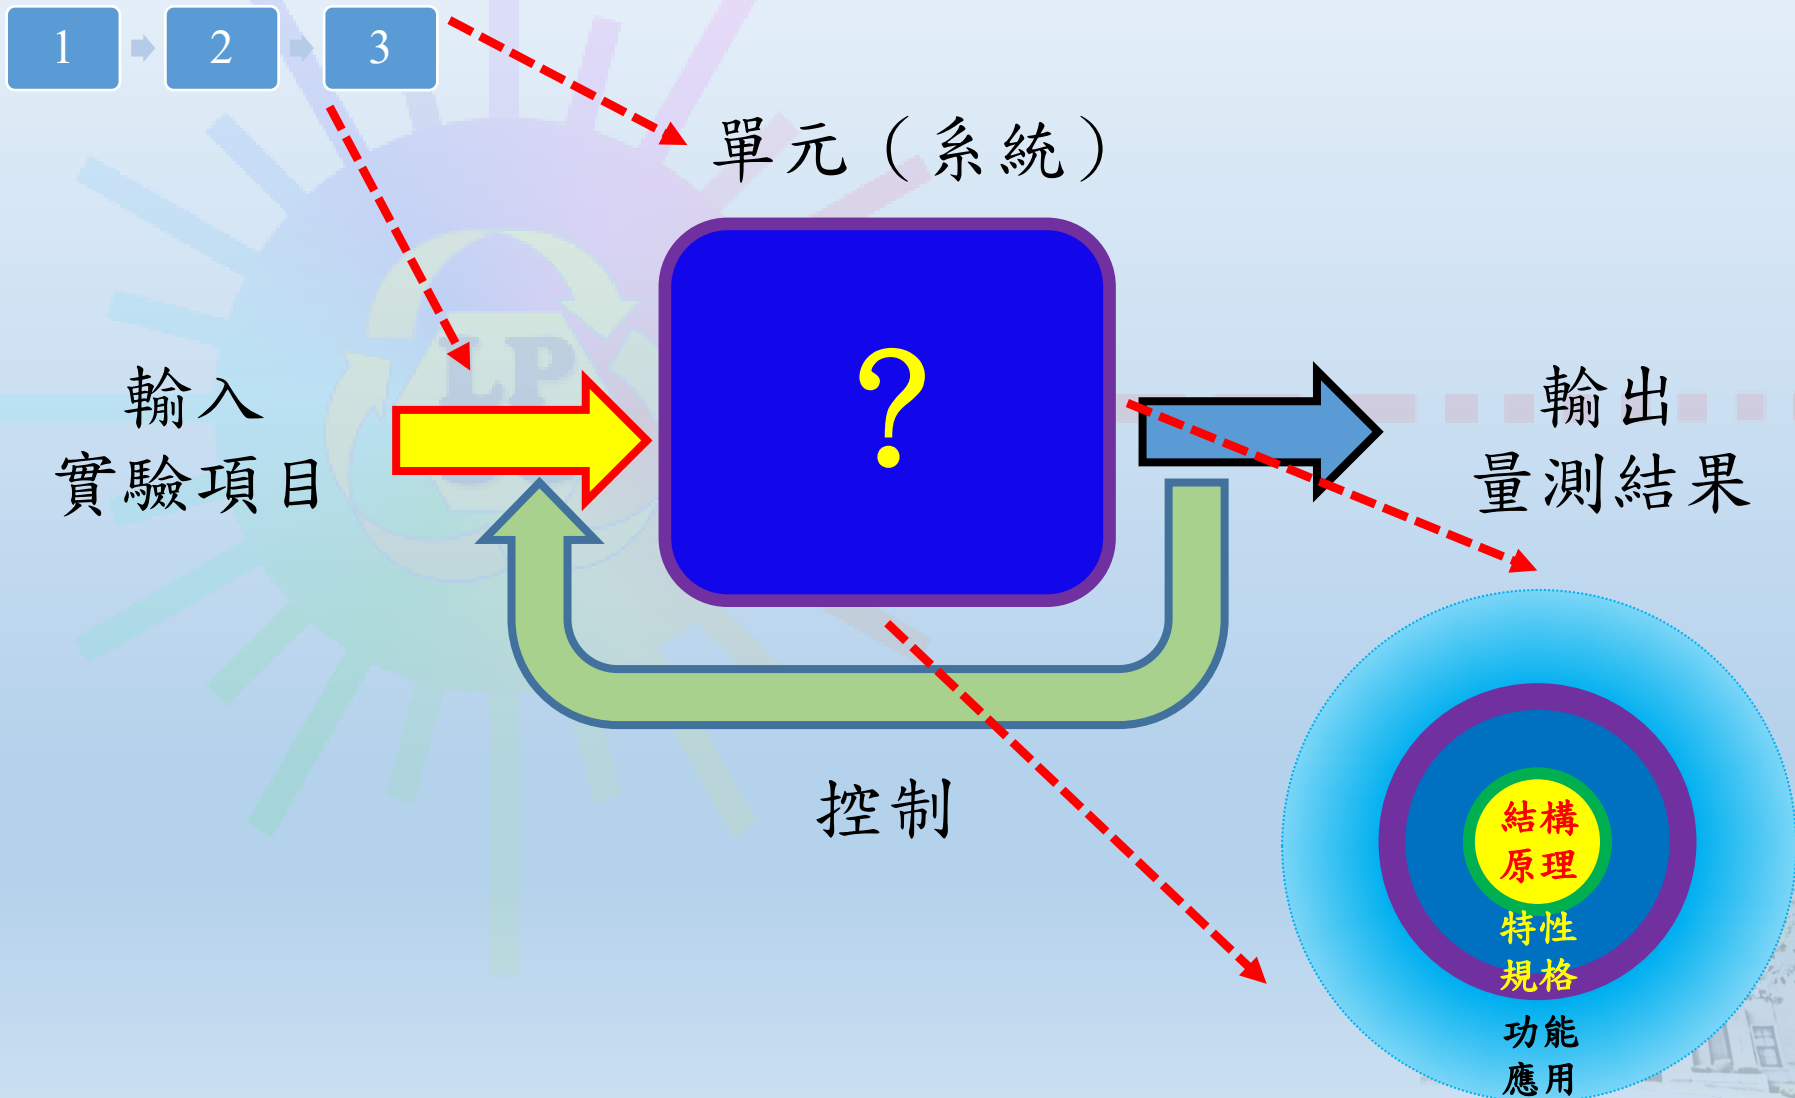 1
2
3
單元（系統）
?
輸入
實驗項目
輸出
量測結果
控制
結構
原理
特性
規格
功能
應用
LP